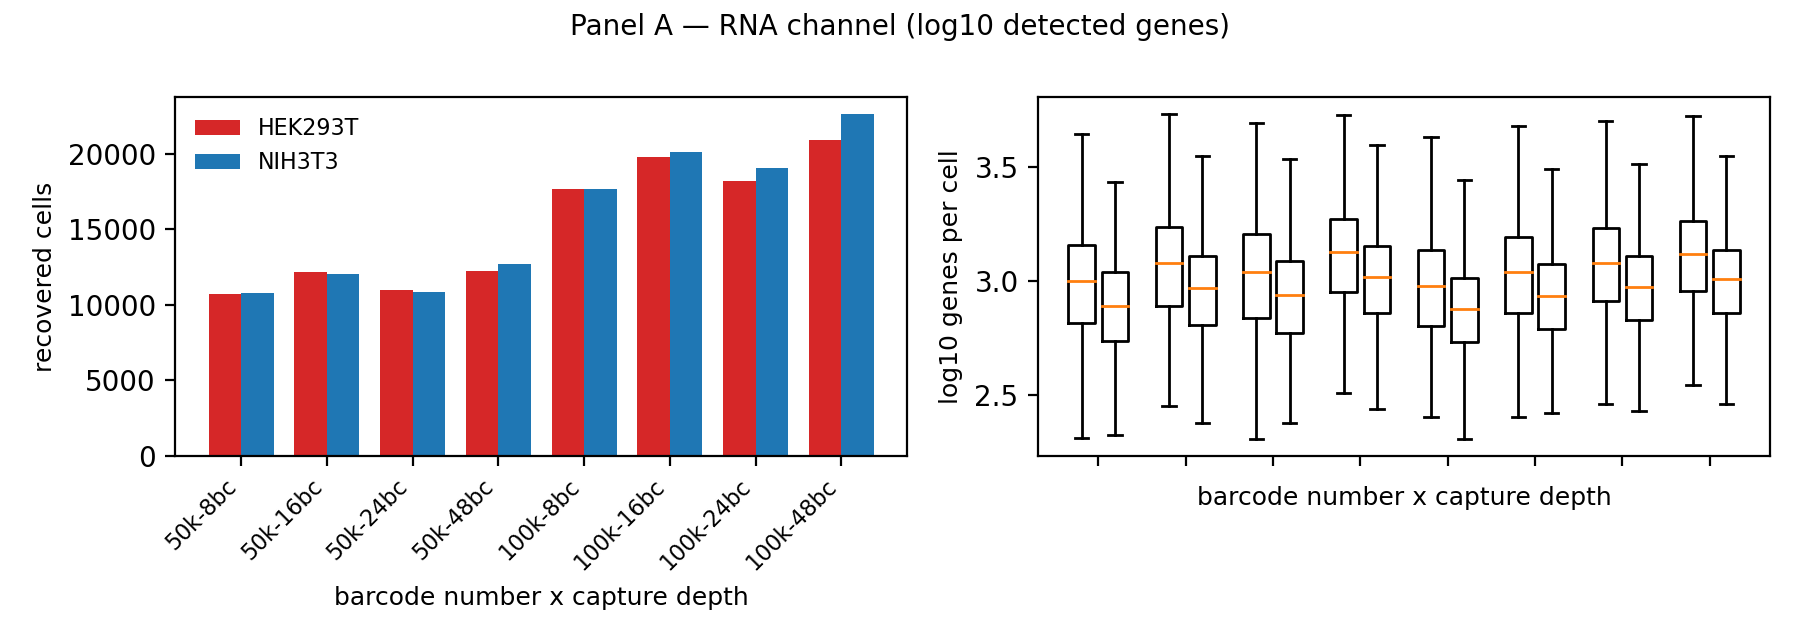 Panel A — RNA channel (log10 detected genes)
HEK293T
NIH3T3
recovered cells
20000
15000
10000
5000
0
50k-8bc
50k-16bc
50k-24bc
50k-48bc
100k-8bc
100k-16bc
100k-24bc
100k-48bc
barcode number x capture depth
log10 genes per cell
3.5
3.0
2.5
barcode number x capture depth